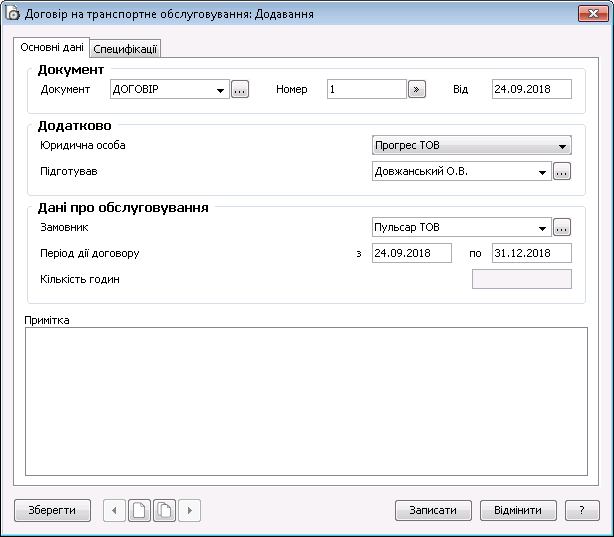 Договір на транспортне обслуговування: Додавання
Основні дані Специфікації
Документ
Документ ДОГОВІР ... Номер 1 » Від 24.09.2018
Додатково
Юридична особа Прогрес ТОВ
Підготував Довжанський О.В. ...
Дані про обслуговування
Замовник Пульсар ТОВ ...
Період дії договору з 24.09.2018 по 31.12.2018
Кількість годин
Примітка
Зберегти Записати Відмінити ?